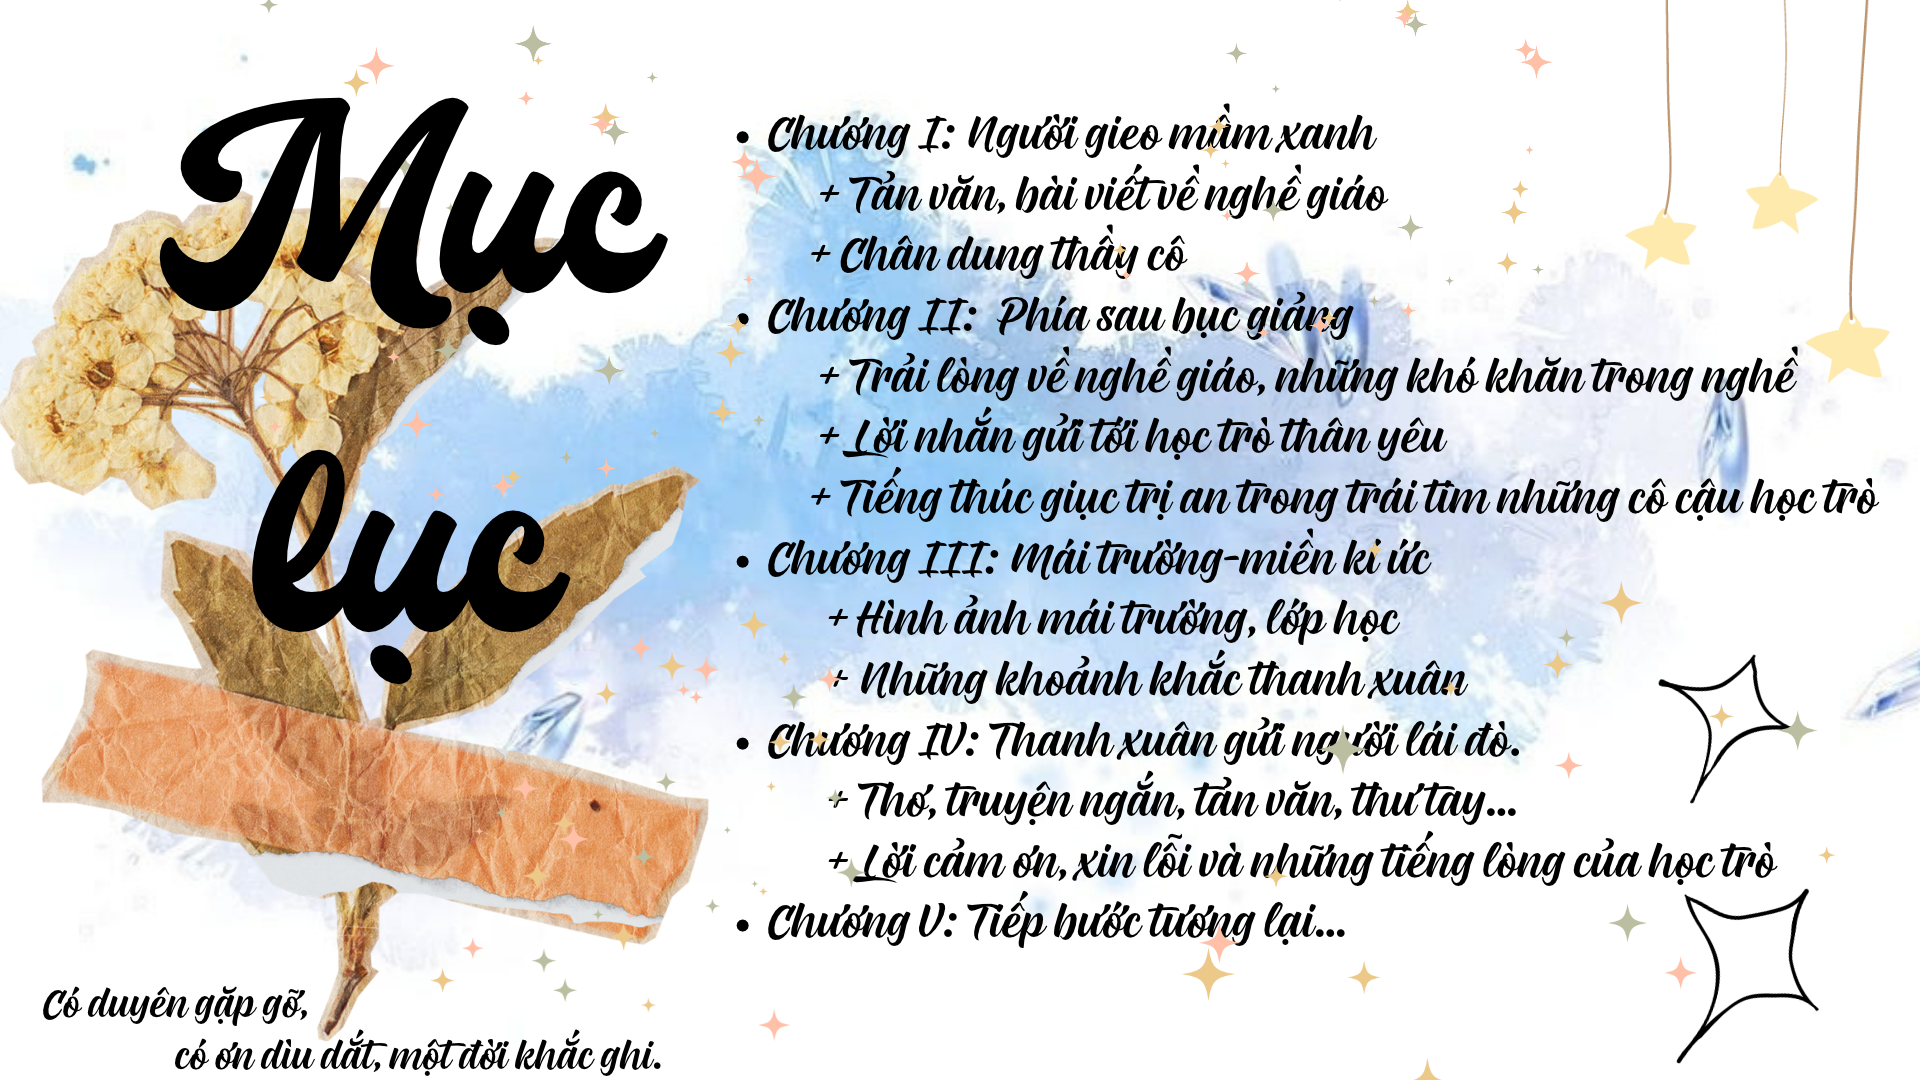 Mục
lục
• Chương I: Người gieo mầm xanh
+ Tản văn, bài viết về nghề giáo
+ Chân dung thầy cô
• Chương II: Phía sau bục giảng
+ Trải lòng về nghề giáo, những khó khăn trong nghề
+ Lời nhắn gửi tới học trò thân yêu
+ Tiếng thúc giục trị an trong trái tim những cô cậu học trò
• Chương III: Mái trường-miền kí ức
+ Hình ảnh mái trường, lớp học
+ Những khoảnh khắc thanh xuân
• Chương IV: Thanh xuân gửi người lái đò.
+ Thơ, truyện ngắn, tản văn, thư tay...
+ Lời cảm ơn, xin lỗi và những tiếng lòng của học trò
• Chương V: Tiếp bước tương lại...
Có duyên gặp gỡ,
có ơn dìu dắt, một đời khắc ghi.